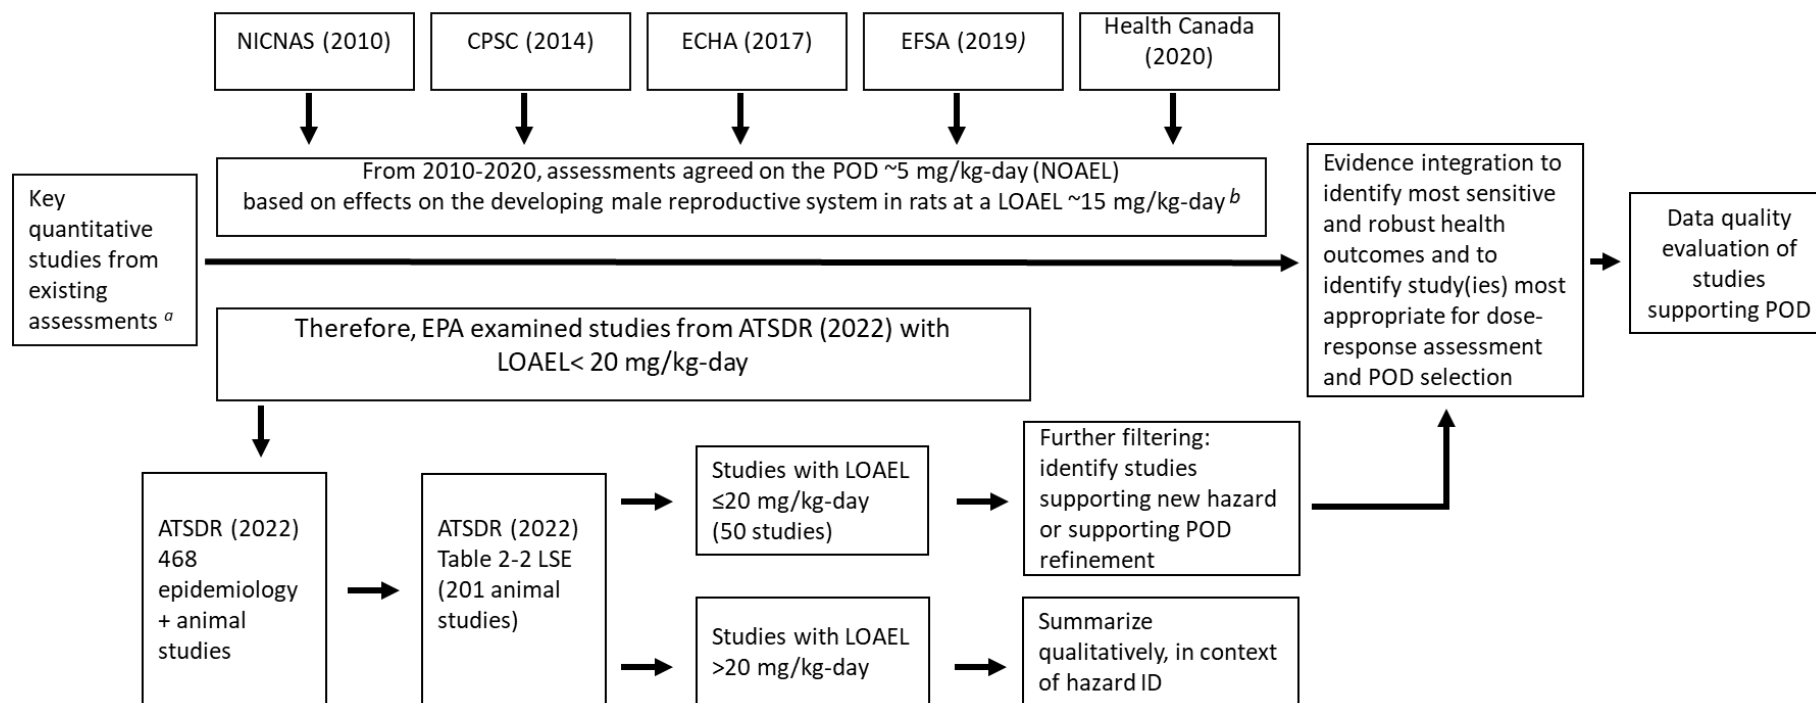 NICNAS (2010)
CPSC (2014)
ECHA (2017)
EFSA (2019)
Health Canada
(2020)
From 2010-2020, assessments agreed on the POD ~5 mg/kg-day (NOAEL)
based on effects on the developing male reproductive system in rats at a LOAEL ~15 mg/kg-day b
Key
quantitative
studies from
existing
assessments a
Evidence integration to
identify most sensitive
and robust health
outcomes and to
identify study(ies) most
appropriate for dose-
response assessment
and POD selection
Data quality
evaluation of
studies
supporting POD
Therefore, EPA examined studies from ATSDR (2022) with
LOAEL< 20 mg/kg-day
ATSDR (2022)
468
epidemiology
+ animal
studies
ATSDR (2022)
Table 2-2 LSE
(201 animal
studies)
Studies with LOAEL
≤20 mg/kg-day
(50 studies)
Further filtering:
identify studies
supporting new hazard
or supporting POD
refinement
Studies with LOAEL
>20 mg/kg-day
Summarize
qualitatively, in context
of hazard ID